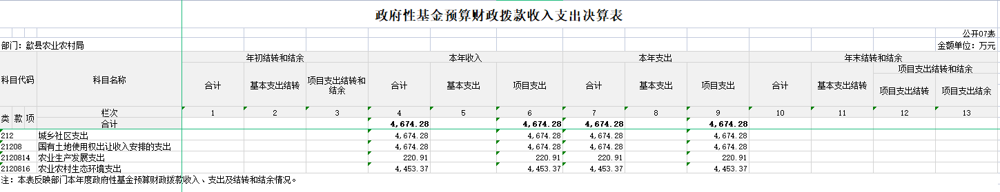 政府性基金预算财政拨款收入支出决算表
公开07表
部门：歙县农业农村局 金额单位：万元
科目代码 科目名称 年初结转和结余 本年收入 本年支出 年末结转和结余
合计 基本支出结转 项目支出结转和结余 合计 基本支出 项目支出 合计 基本支出 项目支出 合计 基本支出结转 项目支出结转和结余
项目支出结转 项目支出结余
类 款 项 栏次 1 2 3 4 5 6 7 8 9 10 11 12 13
合计 4,674.28 4,674.28 4,674.28 4,674.28
212 城乡社区支出 4,674.28 4,674.28 4,674.28 4,674.28
21208 国有土地使用权出让收入安排的支出 4,674.28 4,674.28 4,674.28 4,674.28
2120814 农业生产发展支出 220.91 220.91 220.91 220.91
2120816 农业农村生态环境支出 4,453.37 4,453.37 4,453.37 4,453.37
注：本表反映部门本年度政府性基金预算财政拨款收入、支出及结转和结余情况。